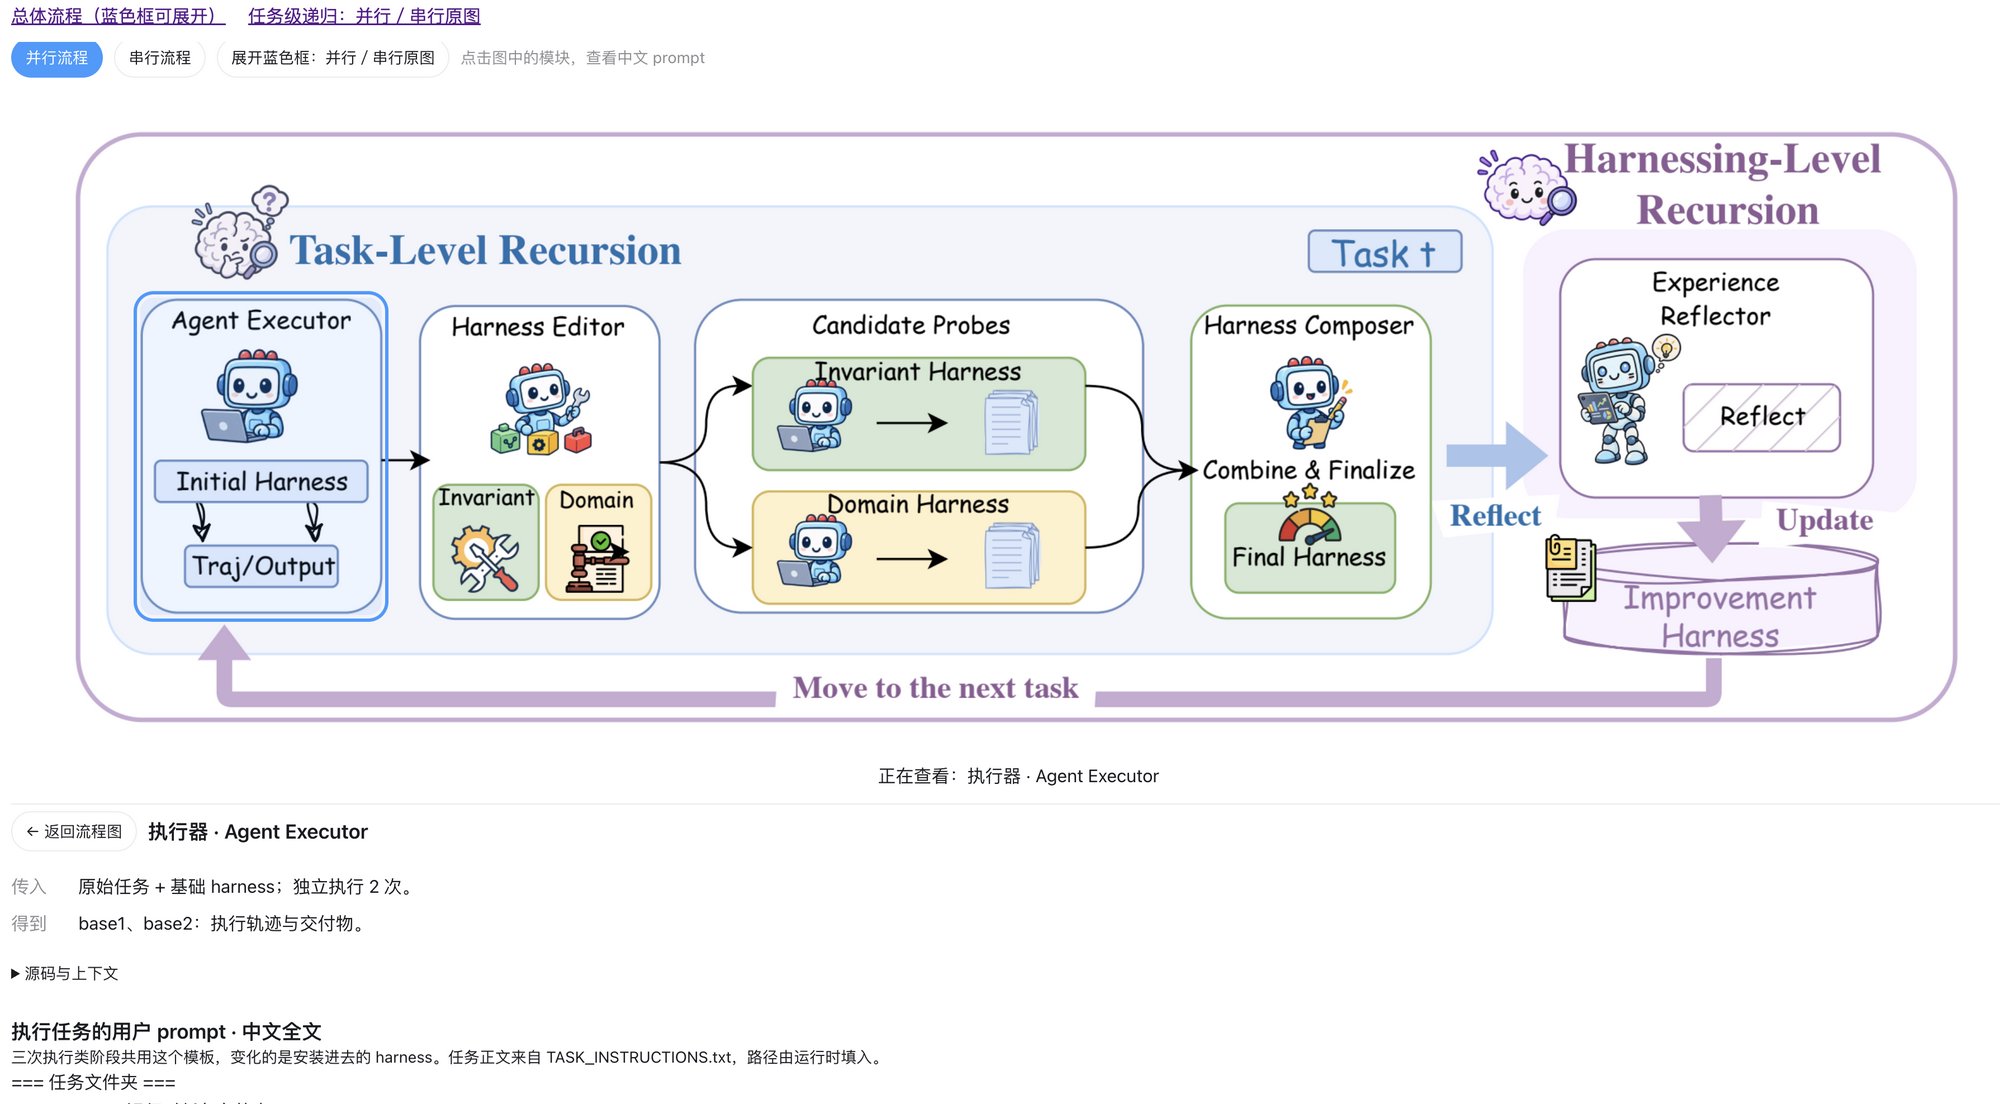 总体流程（蓝色框可展开） 任务级递归：并行 / 串行原图
并行流程 串行流程 展开蓝色框：并行 / 串行原图 点击图中的模块，查看中文 prompt
Harnessing-Level
Recursion
?
Task-Level Recursion
Task t
Agent Executor
Initial Harness
Traj/Output
Harness Editor
Invariant
Domain
Candidate Probes
Invariant Harness
Domain Harness
Harness Composer
Combine & Finalize
Final Harness
Reflect
Experience
Reflector
Reflect
Update
Improvement
Harness
Move to the next task
正在查看：执行器 · Agent Executor
← 返回流程图 执行器 · Agent Executor
传入 原始任务 + 基础 harness；独立执行 2 次。
得到 base1、base2：执行轨迹与交付物。
▶ 源码与上下文
执行任务的用户 prompt · 中文全文
三次执行类阶段共用这个模板，变化的是安装进去的 harness。任务正文来自 TASK_INSTRUCTIONS.txt，路径由运行时填入。
=== 任务文件夹 ===